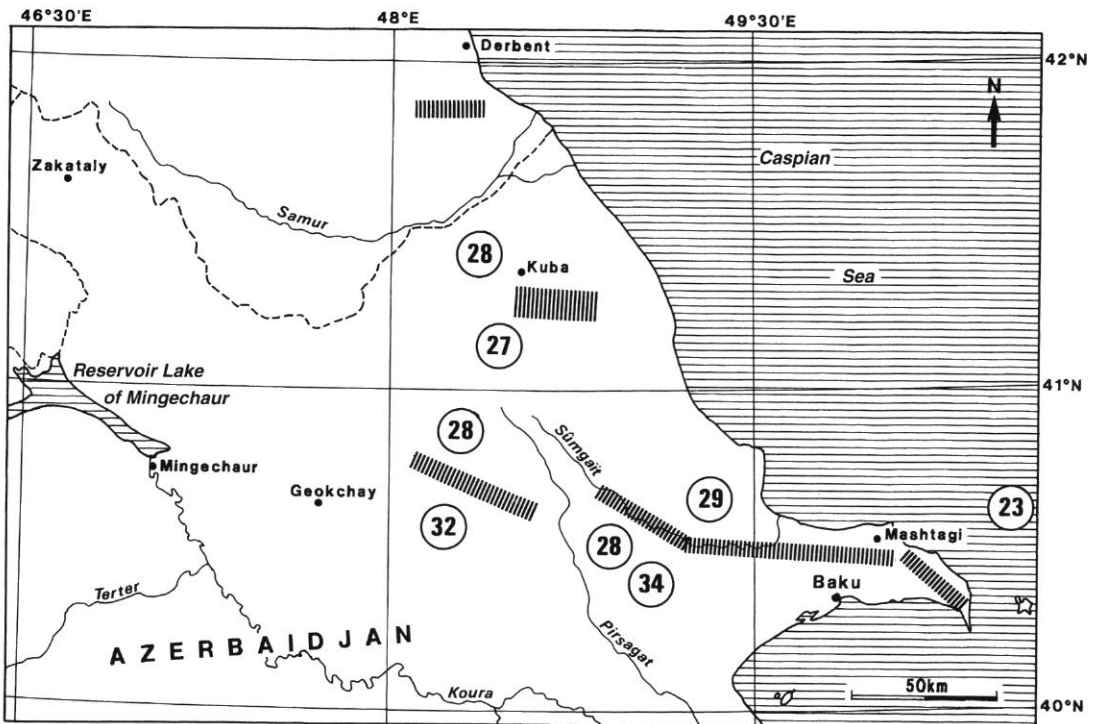 46°30'E
48°E
49°30'E
Derbent
42°N
N
Zakataly
Caspian
Samur
28
Kuba
Sea
27
Reservoir Lake
of Mingechaur
41°N
28
Sûmgait
Mingechaur
Geokchay
29
23
32
Mashtagi
28
34
Baku
Terter
Pirsagat
AZERBAIDJAN
Koura
50km
40°N